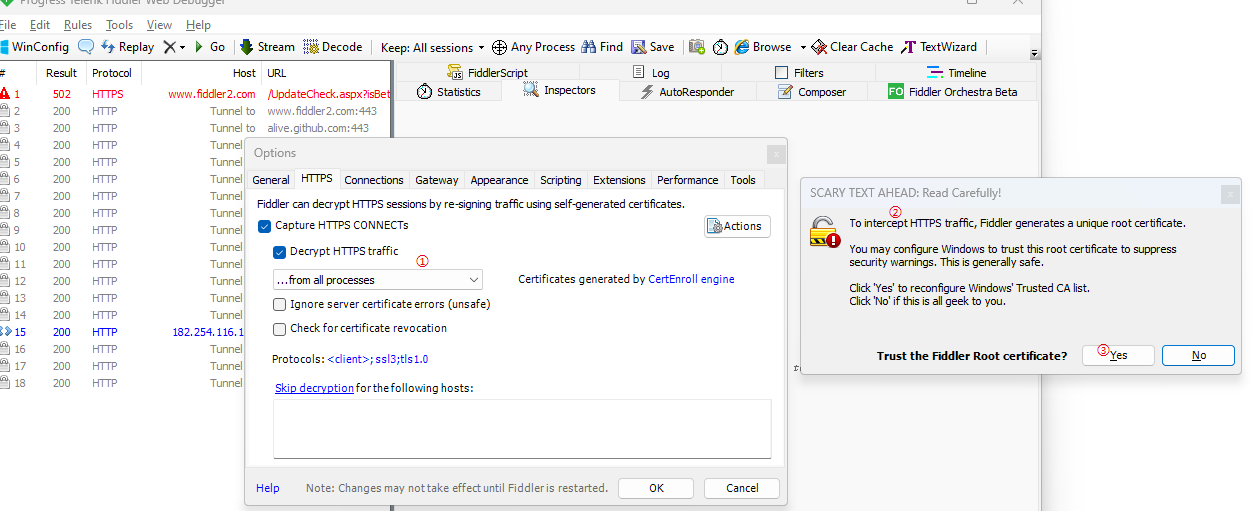 Progress Telerik Fiddler Web Debugger
File Edit Rules Tools View Help
WinConfig Replay Go Stream Decode Keep: All sessions Any Process Find Save Browse Clear Cache TextWizard
# Result Protocol Host URL
1 502 HTTPS www.fiddler2.com /UpdateCheck.aspx?isBet
2 200 HTTP Tunnel to www.fiddler2.com:443
3 200 HTTP Tunnel to alive.github.com:443
4 200 HTTP Tunnel
5 200 HTTP Tunnel
6 200 HTTP Tunnel
7 200 HTTP Tunnel
8 200 HTTP Tunnel
9 200 HTTP Tunnel
10 200 HTTP Tunnel
11 200 HTTP Tunnel
12 200 HTTP Tunnel
13 200 HTTP Tunnel
14 200 HTTP Tunnel
15 200 HTTP 182.254.116.1
16 200 HTTP Tunnel
17 200 HTTP Tunnel
18 200 HTTP Tunnel
FiddlerScript Log Filters Timeline
Statistics Inspectors AutoResponder Composer FO Fiddler Orchestra Beta
Options x
General HTTPS Connections Gateway Appearance Scripting Extensions Performance Tools
Fiddler can decrypt HTTPS sessions by re-signing traffic using self-generated certificates.
Capture HTTPS CONNECTs Actions
Decrypt HTTPS traffic ①
...from all processes Certificates generated by CertEnroll engine
Ignore server certificate errors (unsafe)
Check for certificate revocation
Protocols: <client>;ssl3;tls1.0
Skip decryption for the following hosts:
Help Note: Changes may not take effect until Fiddler is restarted. OK Cancel
SCARY TEXT AHEAD: Read Carefully! x
②
To intercept HTTPS traffic, Fiddler generates a unique root certificate.
You may configure Windows to trust this root certificate to suppress
security warnings. This is generally safe.
Click 'Yes' to reconfigure Windows' Trusted CA list.
Click 'No' if this is all geek to you.
Trust the Fiddler Root certificate? ③ Yes No